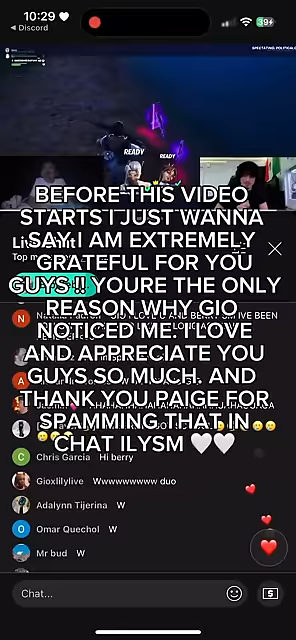 10:29
Discord
39
SPECTATING: POLITICAL
READY
READY
BEFORE THIS VIDEO
STARTS I JUST WANNA
SAY. I AM EXTREMELY
GRATEFUL FOR YOU
GUYS !! YOURE THE ONLY
REASON WHY GIO
NOTICED ME. I LOVE
AND APPRECIATE YOU
GUYS SO MUCH. AND
THANK YOU PAIGE FOR
SPAMMING THAT IN
CHAT ILYSM 🤍🤍
Chris Garcia Hi berry
Gioxlilylive Wwwwwwwww duo
Adalynn Tijerina W
Omar Quechol W
Mr bud W
Chat...